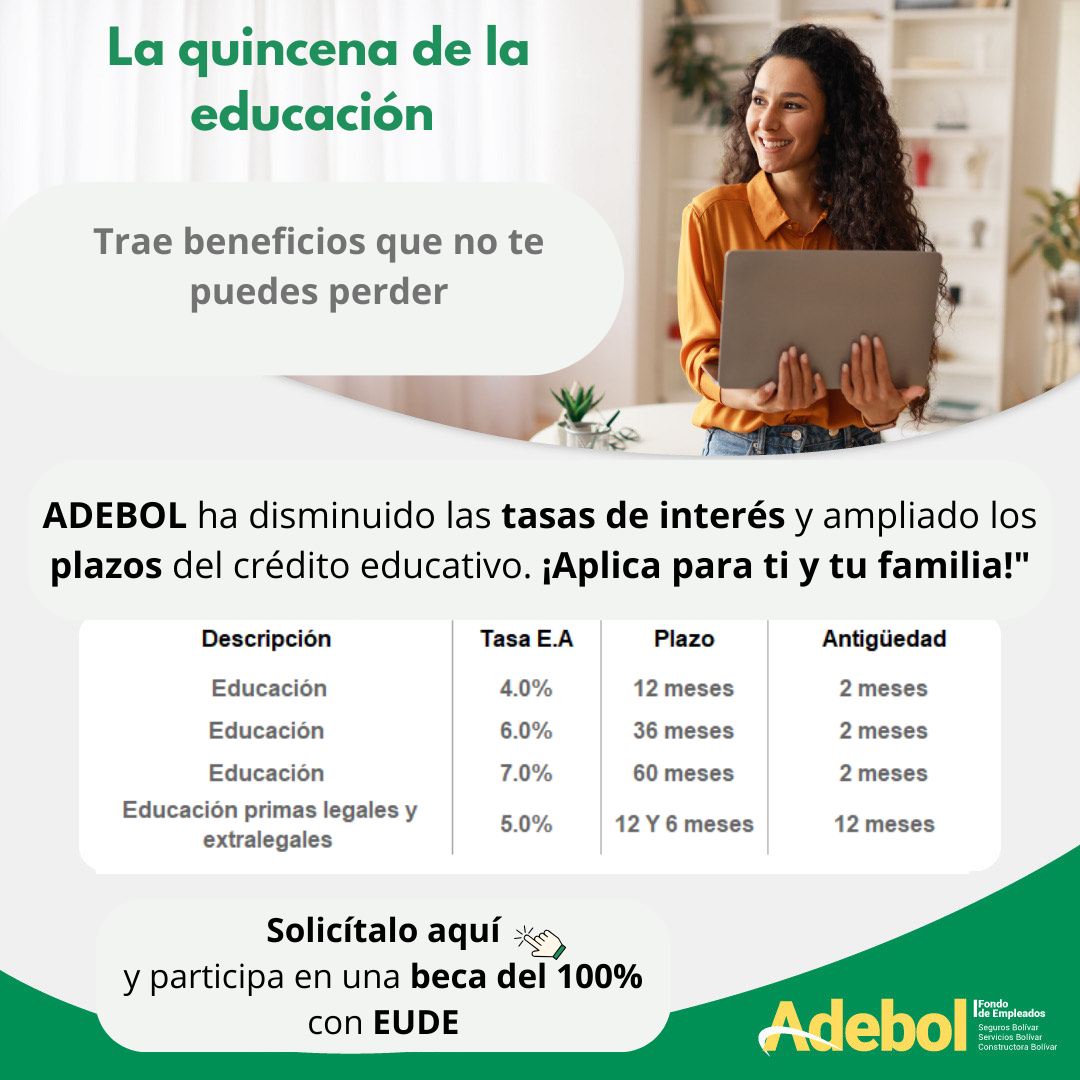 La quincena de la
educación
Trae beneficios que no te
puedes perder
ADEBOL ha disminuido las tasas de interés y ampliado los
plazos del crédito educativo. ¡Aplica para ti y tu familia!"
Descripción Tasa E.A Plazo Antigüedad
Educación 4.0% 12 meses 2 meses
Educación 6.0% 36 meses 2 meses
Educación 7.0% 60 meses 2 meses
Educación primas legales y
extralegales 5.0% 12 Y 6 meses 12 meses
Solicítalo aquí
y participa en una beca del 100%
con EUDE
Adebol
Fondo
de Empleados
Seguros Bolívar
Servicios Bolívar
Constructora Bolívar